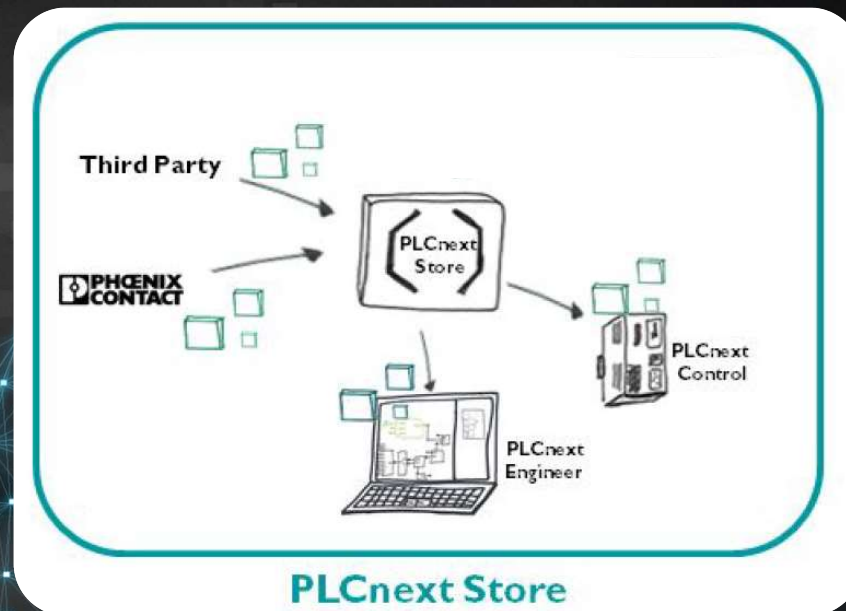 Third Party
PLCnext
Store
PHŒNIX
CONTACT
PLCnext
Control
PLCnext
Engineer
PLCnext Store